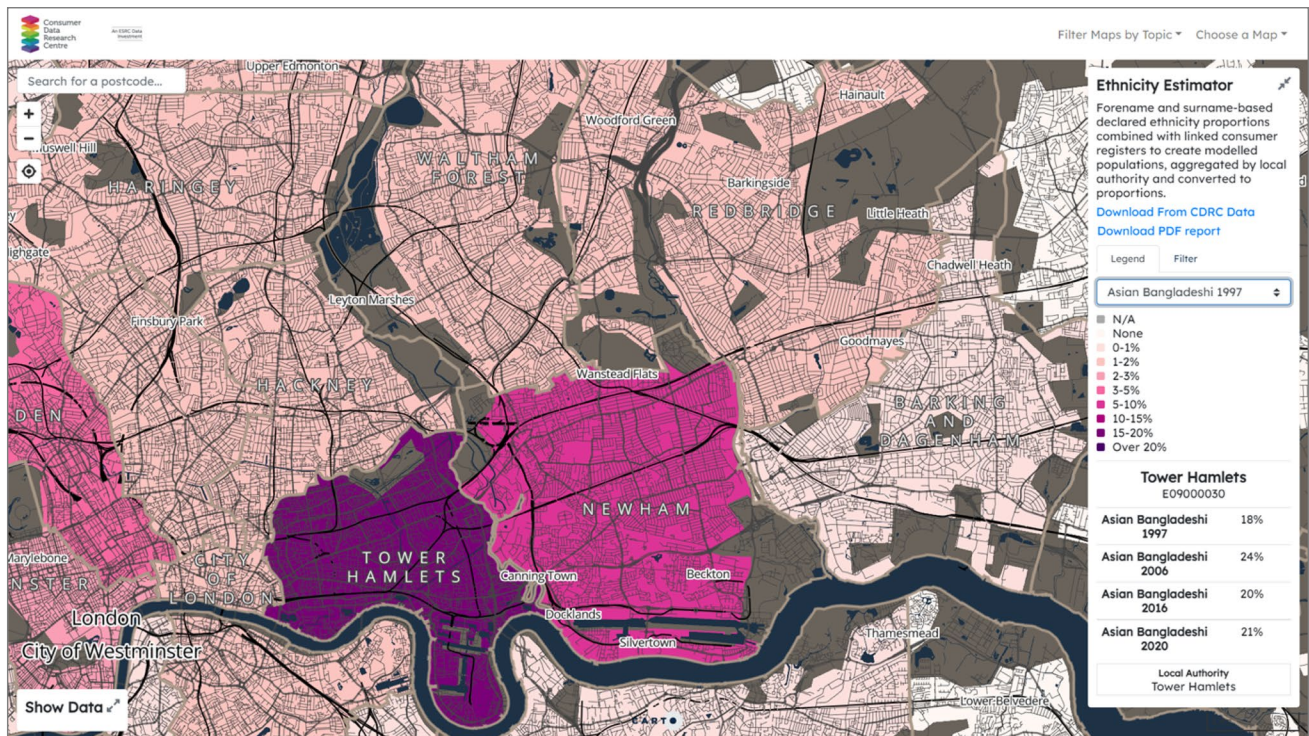 Consumer
Data
Research
Centre
An ESRC Data
Investment
Filter Maps by Topic
Choose a Map
Search for a postcode...
+
−
Upper Edmonton
Hainault
Woodford Green
Muswell Hill
WALTHAM
FOREST
HARINGEY
Barkingside
REDBRIDGE
Little Heath
Highgate
Chadwell Heath
Leyton Marshes
Finsbury Park
Goodmayes
Wanstead Flats
HACKNEY
DEN
BARKING
AND
DAGENHAM
NEWHAM
Marylebone
NSTER
CITY
OF
LONDON
TOWER
HAMLETS
Canning Town
Beckton
London
Docklands
City of Westminster
Silvertown
Thamesmead
Lower Belvedere
Show Data
CARTO
Ethnicity Estimator
Forename and surname-based
declared ethnicity proportions
combined with linked consumer
registers to create modelled
populations, aggregated by local
authority and converted to
proportions.
Download From CDRC Data
Download PDF report
Legend
Filter
Asian Bangladeshi 1997
N/A
None
0-1%
1-2%
2-3%
3-5%
5-10%
10-15%
15-20%
Over 20%
Tower Hamlets
E09000030
Asian Bangladeshi 18%
1997
Asian Bangladeshi 24%
2006
Asian Bangladeshi 20%
2016
Asian Bangladeshi 21%
2020
Local Authority
Tower Hamlets